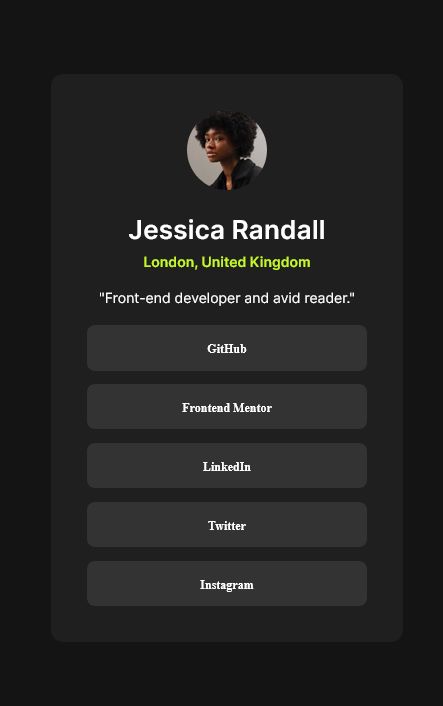 Jessica Randall
London, United Kingdom
"Front-end developer and avid reader."
GitHub
Frontend Mentor
LinkedIn
Twitter
Instagram